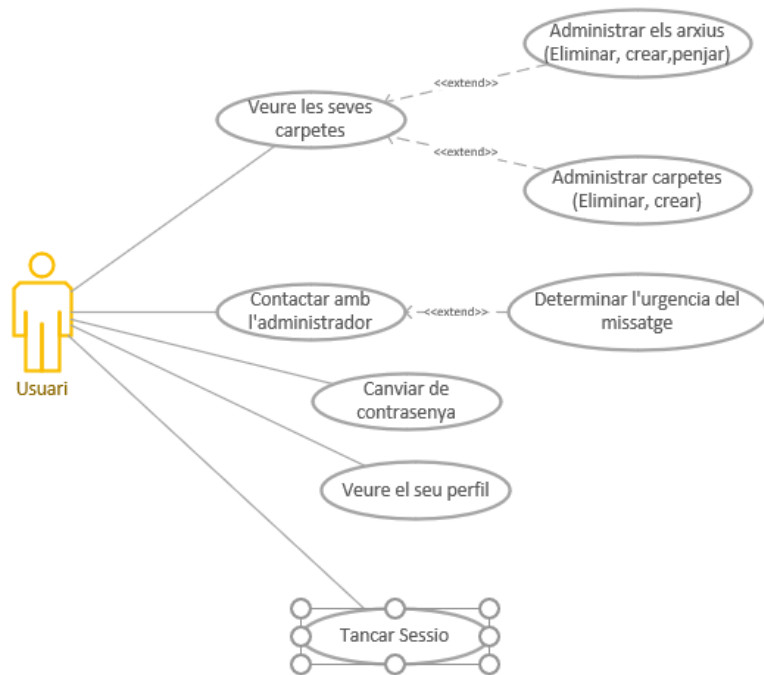 Administrar els arxius
(Eliminar, crear,penjar)
<<extend>>
Veure les seves
carpetes
<<extend>>
Administrar carpetes
(Eliminar, crear)
Contactar amb
l'administrador
<<extend>>
Determinar l'urgencia del
missatge
Usuari
Canviar de
contrasenya
Veure el seu perfil
Tancar Sessio